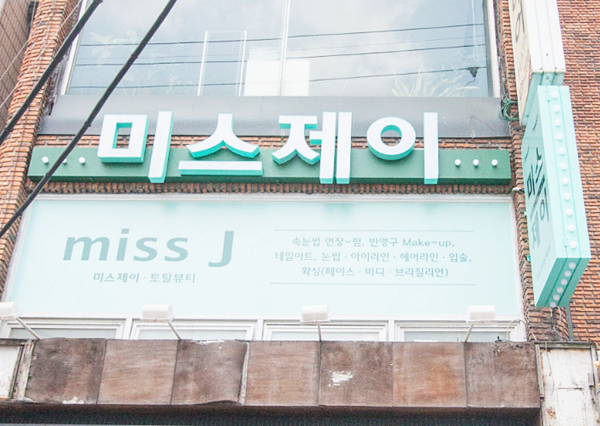 미스제이
miss J
미스제이 · 토탈뷰티
속눈썹 연장-펌, 반영구 Make-up,
네일아트, 눈썹 · 아이라인 · 헤어라인 · 입술,
왁싱(페이스 · 바디 · 브라질리언)
미스제이